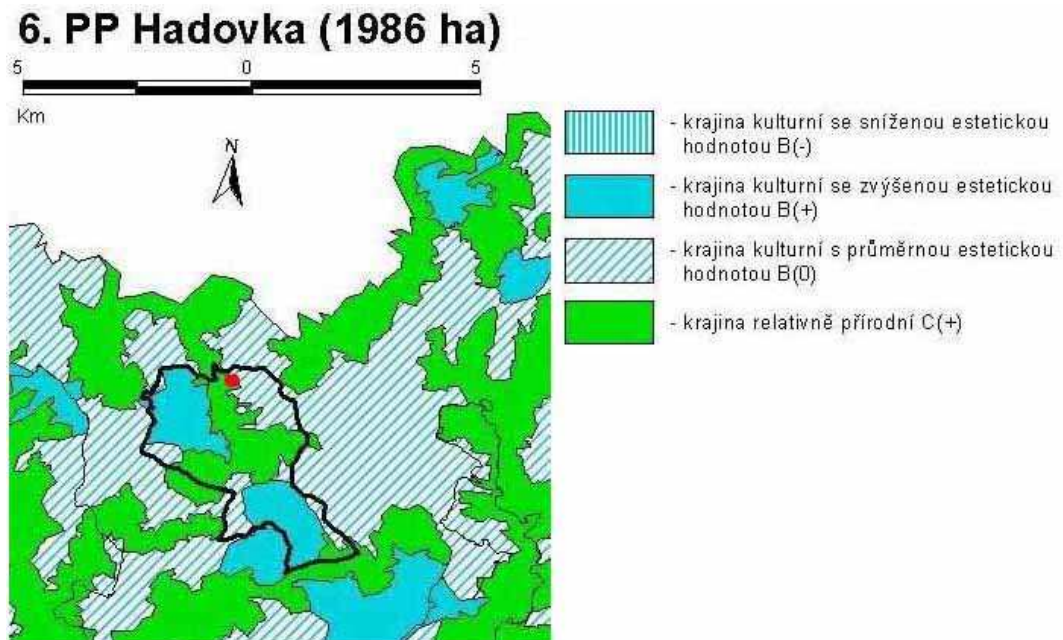 6. PP Hadovka (1986 ha)
5 0 5
Km
N
- krajina kulturní se sníženou estetickou
hodnotou B(-)
- krajina kulturní se zvýšenou estetickou
hodnotou B(+)
- krajina kulturní s průměrnou estetickou
hodnotou B(0)
- krajina relativně přírodní C(+)